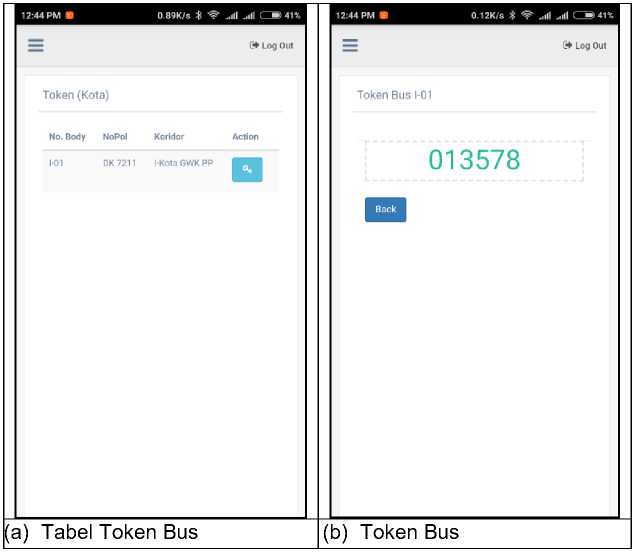 12:44 PM 0.89K/s 41%
Log Out
Token (Kota)
No. Body NoPol Koridor Action
I-01 DK 7211 I-Kota GWK PP
(a) Tabel Token Bus
12:44 PM 0.12K/s 41%
Log Out
Token Bus I-01
013578
Back
(b) Token Bus